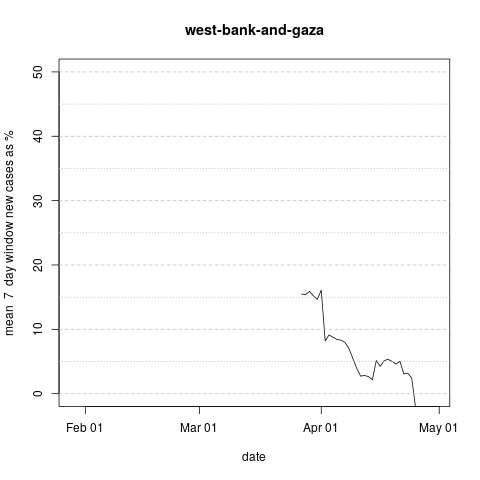 west-bank-and-gaza
mean 7 day window new cases as %
50
40
30
20
10
0
Feb 01
Mar 01
Apr 01
May 01
date